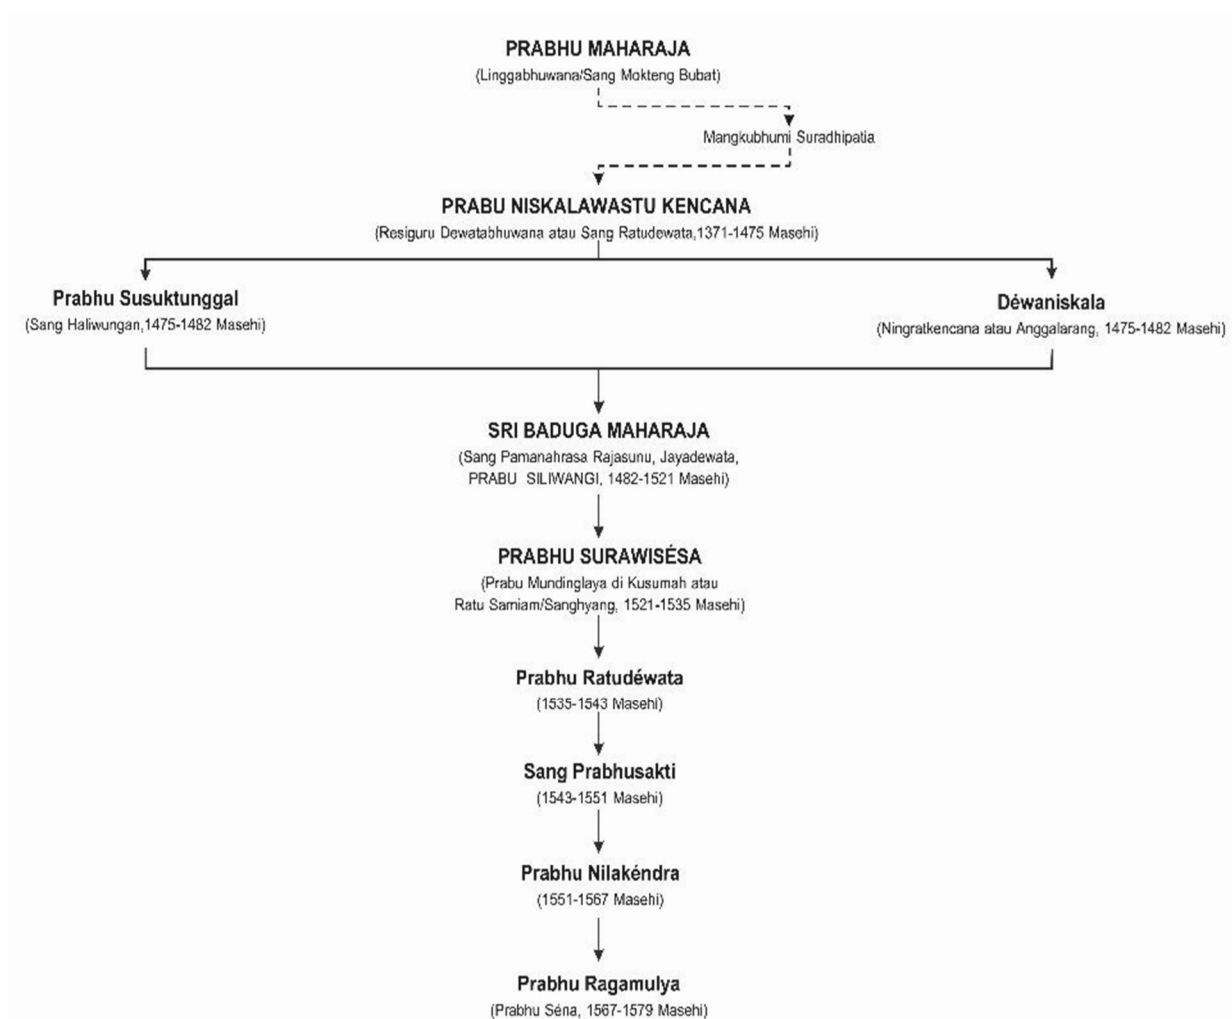 PRABHU MAHARAJA
(Linggabhuwana/Sang Mokteng Bubat)
Mangkubhumi Suradhipatia
PRABU NISKALAWASTU KENCANA
(Resiguru Dewatabhuwana atau Sang Ratudewata,1371-1475 Masehi)
Prabhu Susuktunggal
(Sang Haliwungan,1475-1482 Masehi)
Déwaniskala
(Ningratkencana atau Anggalarang, 1475-1482 Masehi)
SRI BADUGA MAHARAJA
(Sang Pamanahrasa Rajasunu, Jayadewata,
PRABU SILIWANGI, 1482-1521 Masehi)
PRABHU SURAWISÉSA
(Prabu Mundinglaya di Kusumah atau
Ratu Samiam/Sanghyang, 1521-1535 Masehi)
Prabhu Ratudéwata
(1535-1543 Masehi)
Sang Prabhusakti
(1543-1551 Masehi)
Prabhu Nilakéndra
(1551-1567 Masehi)
Prabhu Ragamulya
(Prabhu Séna, 1567-1579 Masehi)